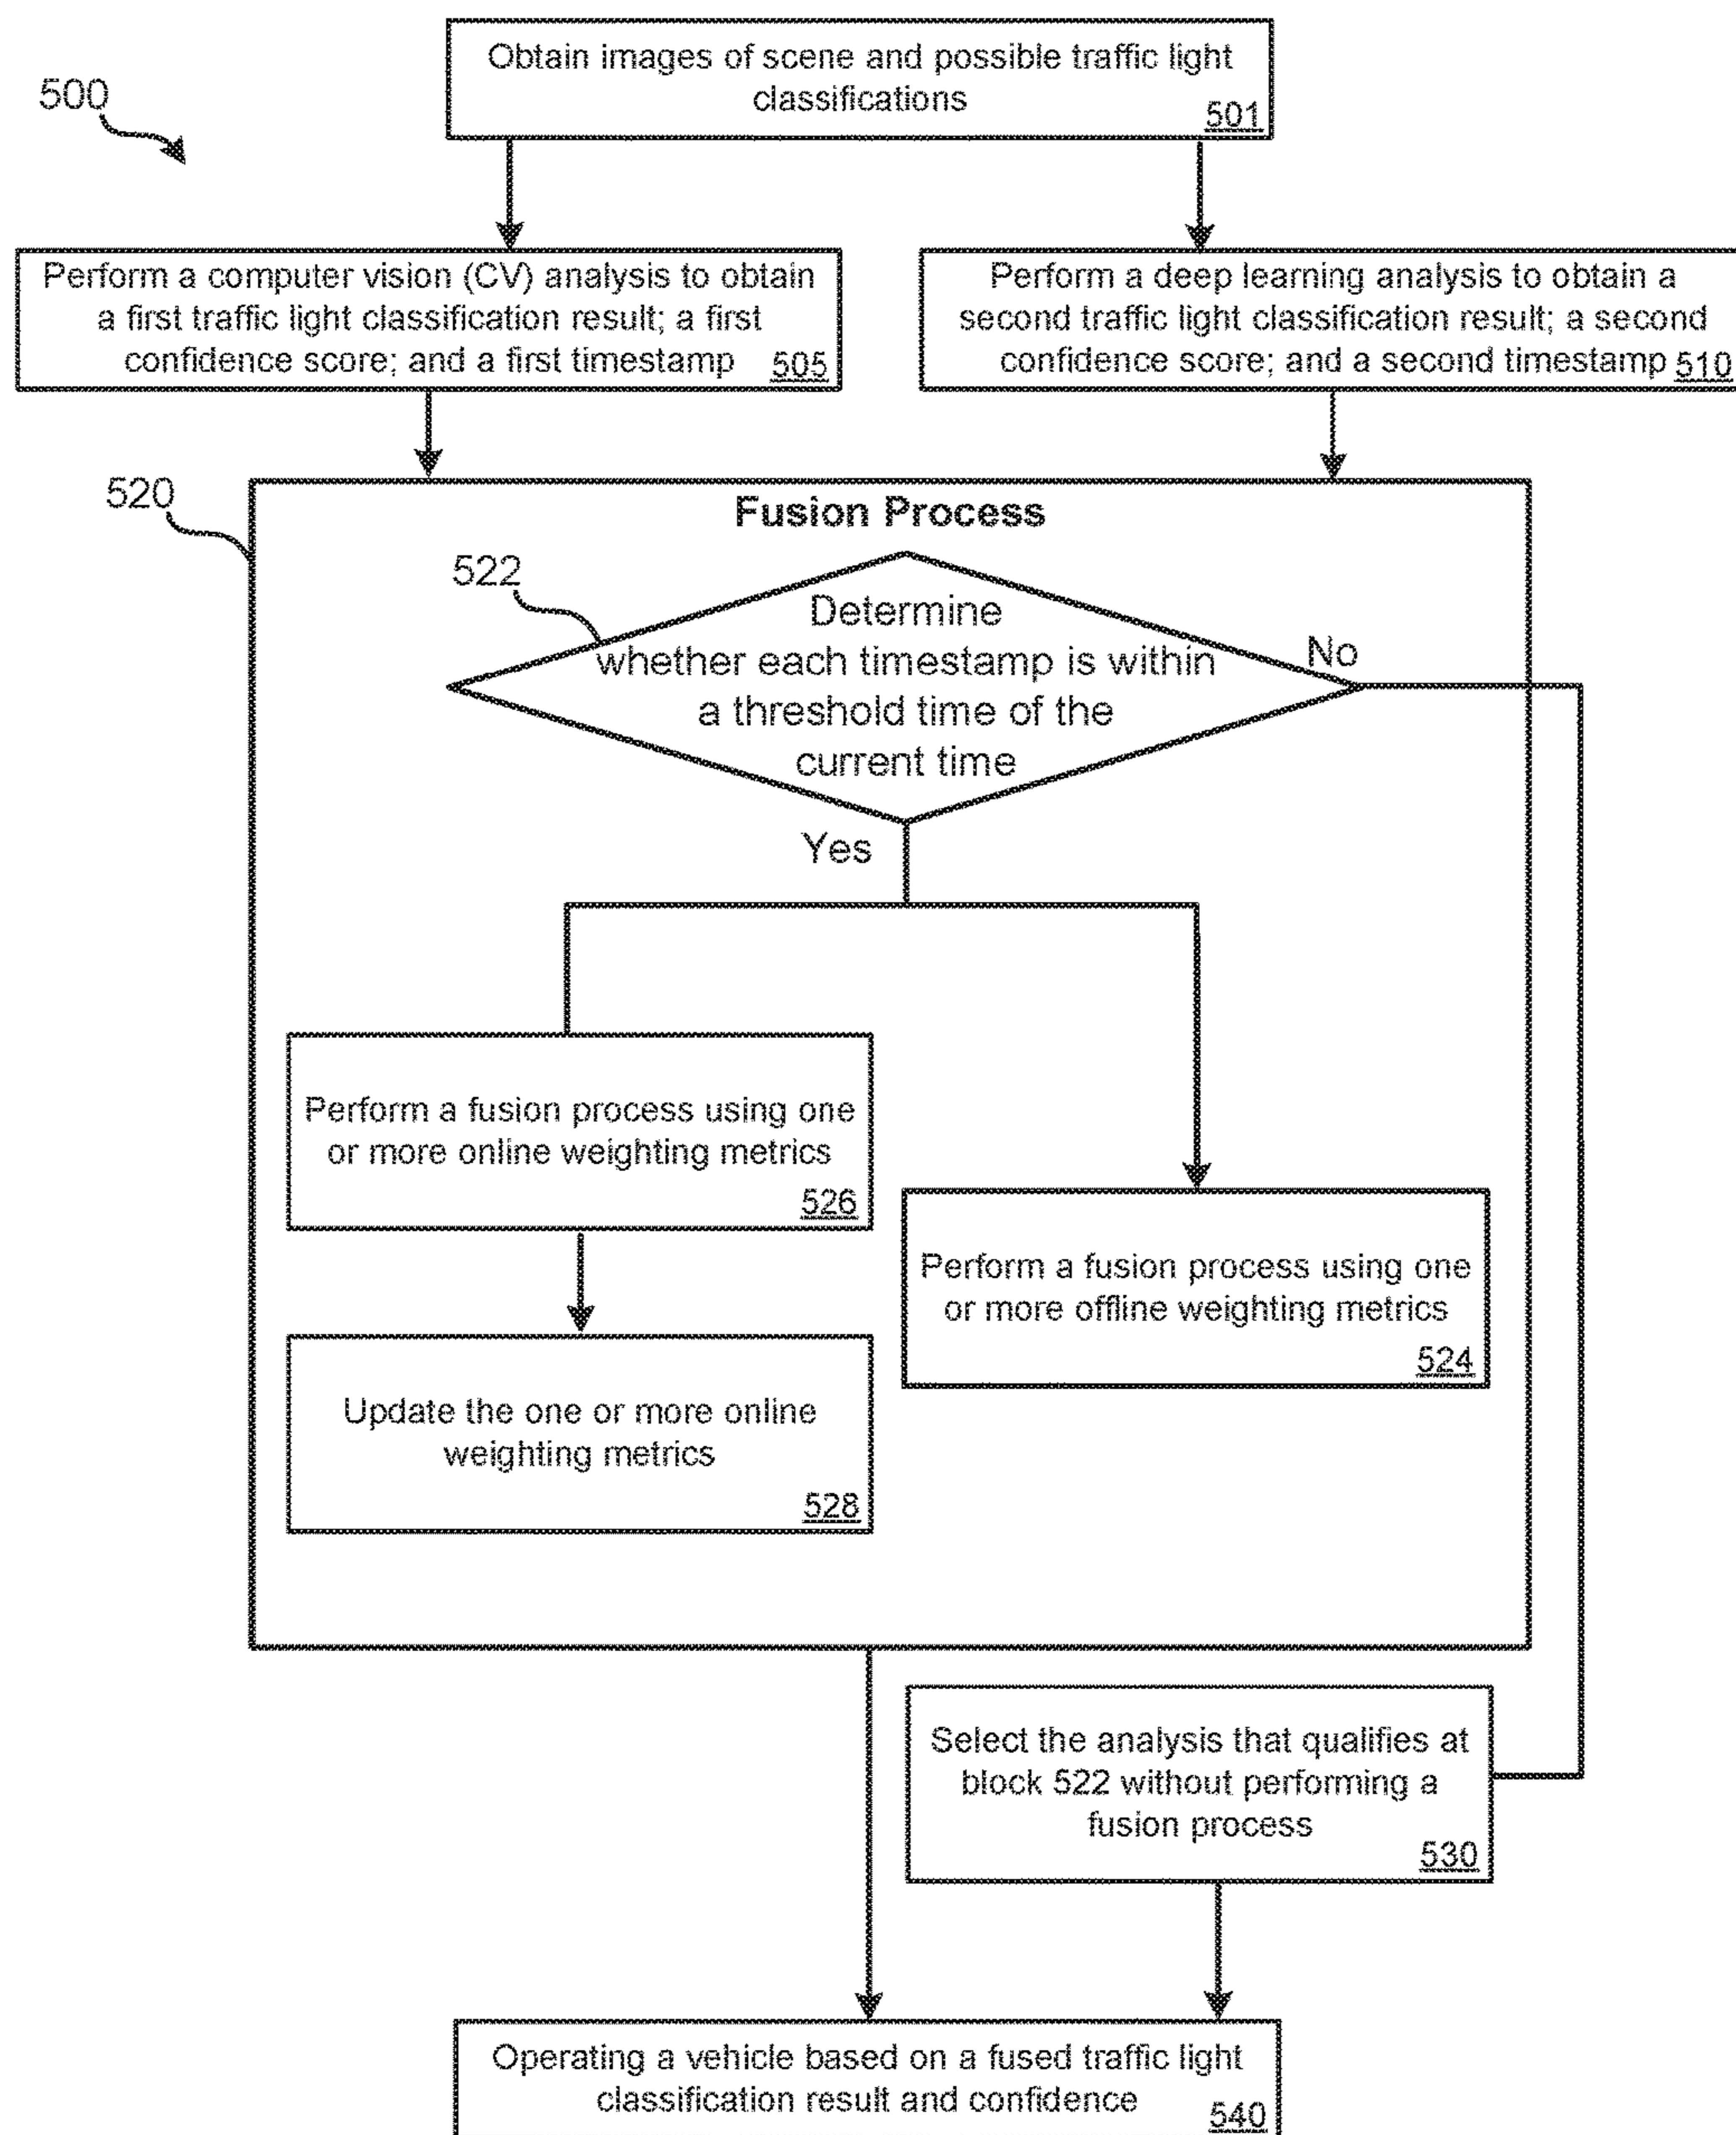 Obtain images of scene and possible traffic light
classifications
501
500
Perform a computer vision (CV) analysis to obtain
a first traffic light classification result; a first
confidence score; and a first timestamp 505
Perform a deep learning analysis to obtain a
second traffic light classification result; a second
confidence score; and a second timestamp 510
520
Fusion Process
522
Determine
whether each timestamp is within
a threshold time of the
current time
No
Yes
Perform a fusion process using one
or more online weighting metrics
526
Perform a fusion process using one
or more offline weighting metrics
524
Update the one or more online
weighting metrics
528
Select the analysis that qualifies at
block 522 without performing a
fusion process
530
Operating a vehicle based on a fused traffic light
classification result and confidence
540